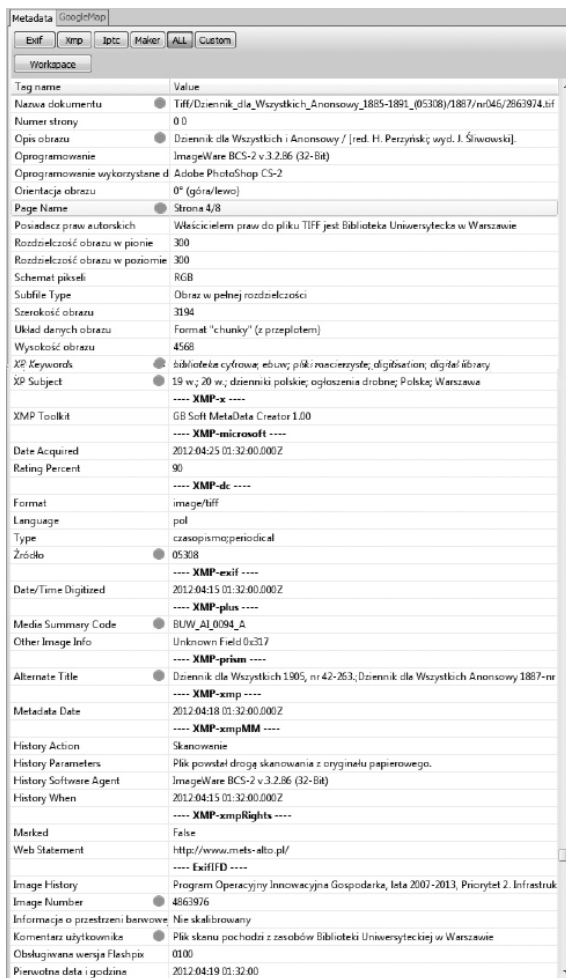 Metadata GoogleMap
Exif Xmp Iptc Maker ALL Custom
Workspace
Tag name Value
Nazwa dokumentu Tiff/Dziennik_dla_Wszystkich_Anonsowy_1885-1891_(05308)/1887/nr046/2863974.tif
Numer strony 0 0
Opis obrazu Dziennik dla Wszystkich i Anonsowy / [red. H. Perzyński; wyd. J. Śliwowski].
Oprogramowanie ImageWare BCS-2 v.3.2.86 (32-Bit)
Oprogramowanie wykorzystane d Adobe PhotoShop CS-2
Orientacja obrazu 0° (góra/lewo)
Page Name Strona 4/8
Posiadacz praw autorskich Właścicielem praw do pliku TIFF jest Biblioteka Uniwersytecka w Warszawie
Rozdzielczość obrazu w pionie 300
Rozdzielczość obrazu w poziomie 300
Schemat pikseli RGB
Subfile Type Obraz w pełnej rozdzielczości
Szerokość obrazu 3194
Układ danych obrazu Format "chunky" (z przeplotem)
Wysokość obrazu 4568
XP Keywords biblioteka cyfrowa; ebuw; pliki macierzyste; digitisation; digital library
XP Subject 19 w.; 20 w.; dzienniki polskie; ogłoszenia drobne; Polska; Warszawa
---- XMP-x ----
XMP Toolkit GB Soft MetaData Creator 1.00
---- XMP-microsoft ----
Date Acquired 2012:04:25 01:32:00.000Z
Rating Percent 90
---- XMP-dc ----
Format image/tiff
Language pol
Type czasopismo;periodical
Źródło 05308
---- XMP-exif ----
Date/Time Digitized 2012:04:15 01:32:00.000Z
---- XMP-plus ----
Media Summary Code BUW_AI_0094_A
Other Image Info Unknown Field 0x317
---- XMP-prism ----
Alternate Title Dziennik dla Wszystkich 1905, nr 42-263.;Dziennik dla Wszystkich Anonsowy 1887-nr
---- XMP-xmp ----
Metadata Date 2012:04:18 01:32:00.000Z
---- XMP-xmpMM ----
History Action Skanowanie
History Parameters Plik powstał drogą skanowania z oryginału papierowego.
History Software Agent ImageWare BCS-2 v.3.2.86 (32-Bit)
History When 2012:04:15 01:32:00.000Z
---- XMP-xmpRights ----
Marked False
Web Statement http://www.mets-alto.pl/
---- ExifIFD ----
Image History Program Operacyjny Innowacyjna Gospodarka, lata 2007-2013, Priorytet 2. Infrastruk
Image Number 4863976
Informacja o przestrzeni barwowe Nie skalibrowany
Komentarz użytkownika Plik skanu pochodzi z zasobów Biblioteki Uniwersyteckiej w Warszawie
Obsługiwana wersja Flashpix 0100
Pierwotna data i godzina 2012:04:19 01:32:00